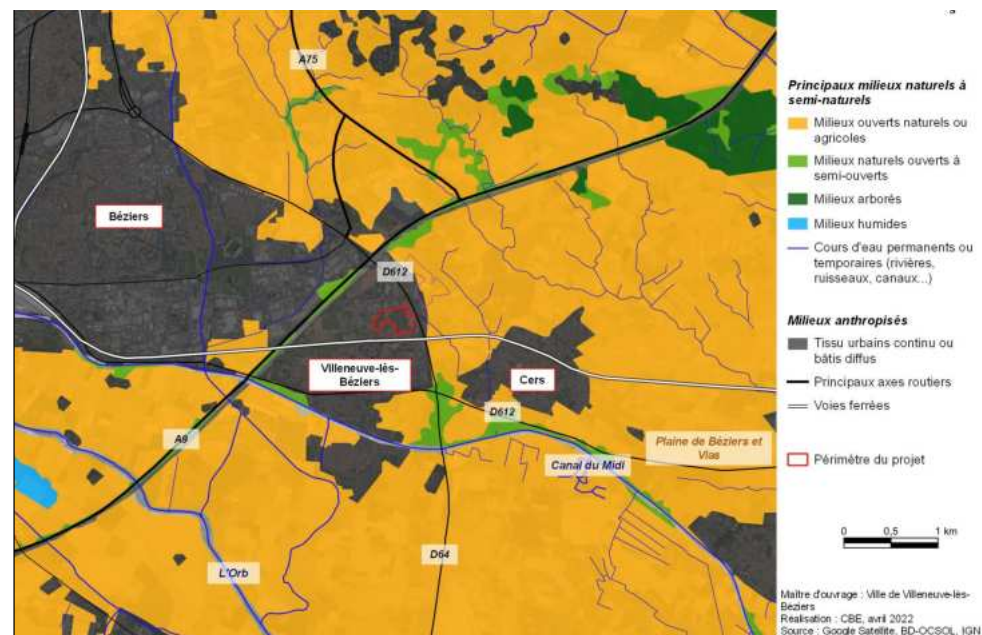 A75
Béziers
D612
Villeneuve-lès-
Béziers
Cers
D612
A9
Plaine de Béziers et
Vias
Canal du Midi
D64
L'Orb
Principaux milieux naturels à
semi-naturels
Milieux ouverts naturels ou
agricoles
Milieux naturels ouverts à
semi-ouverts
Milieux arborés
Milieux humides
Cours d'eau permanents ou
temporaires (rivières,
ruisseaux, canaux...)
Milieux anthropisés
Tissu urbains continu ou
bâtis diffus
Principaux axes routiers
Voies ferrées
Périmètre du projet
0 0,5 1 km
Maître d'ouvrage : Ville de Villeneuve-lès-
Béziers
Réalisation : CBE, avril 2022
Source : Google Satellite, BD-OCSOL, IGN